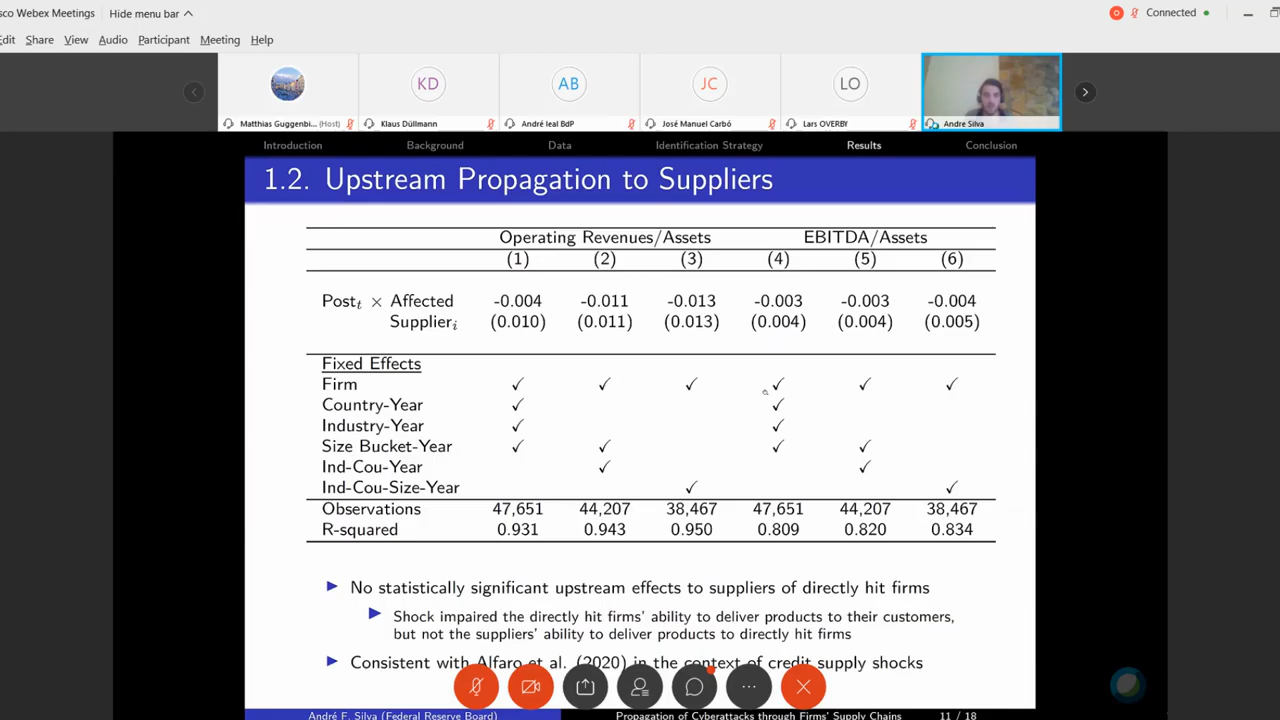 sco Webex Meetings Hide menu bar Connected
Edit Share View Audio Participant Meeting Help
KD AB JC LO
Matthias Guggenbi... (Host) Klaus Düllmann André leal BdP José Manuel Carbó Lars OVERBY Andre Silva
Introduction Background Data Identification Strategy Results Conclusion
1.2. Upstream Propagation to Suppliers
Operating Revenues/Assets EBITDA/Assets
(1) (2) (3) (4) (5) (6)
Postt × Affected -0.004 -0.011 -0.013 -0.003 -0.003 -0.004
Supplieri (0.010) (0.011) (0.013) (0.004) (0.004) (0.005)
Fixed Effects
Firm ✓ ✓ ✓ ✓ ✓ ✓
Country-Year ✓ ✓
Industry-Year ✓ ✓
Size Bucket-Year ✓ ✓ ✓ ✓
Ind-Cou-Year ✓ ✓
Ind-Cou-Size-Year ✓ ✓
Observations 47,651 44,207 38,467 47,651 44,207 38,467
R-squared 0.931 0.943 0.950 0.809 0.820 0.834
No statistically significant upstream effects to suppliers of directly hit firms
Shock impaired the directly hit firms' ability to deliver products to their customers,
but not the suppliers' ability to deliver products to directly hit firms
Consistent with Alfaro et al. (2020) in the context of credit supply shocks
André F. Silva (Federal Reserve Board) Propagation of Cyberattacks through Firms' Supply Chains 11 / 18